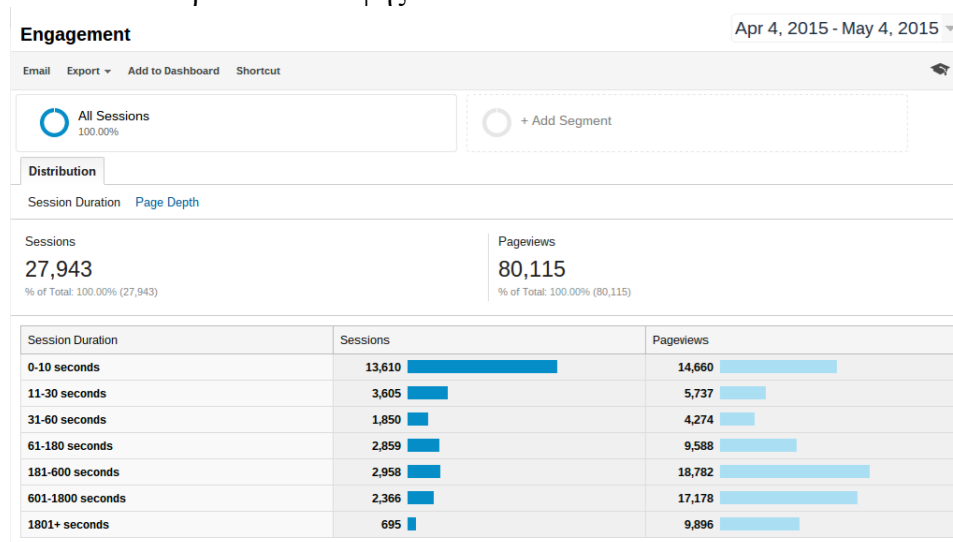 Engagement
Apr 4, 2015 - May 4, 2015
Email Export Add to Dashboard Shortcut
All Sessions
100.00%
+ Add Segment
Distribution
Session Duration Page Depth
Sessions
27,943
% of Total: 100.00% (27,943)
Pageviews
80,115
% of Total: 100.00% (80,115)
Session Duration Sessions Pageviews
0-10 seconds 13,610 14,660
11-30 seconds 3,605 5,737
31-60 seconds 1,850 4,274
61-180 seconds 2,859 9,588
181-600 seconds 2,958 18,782
601-1800 seconds 2,366 17,178
1801+ seconds 695 9,896